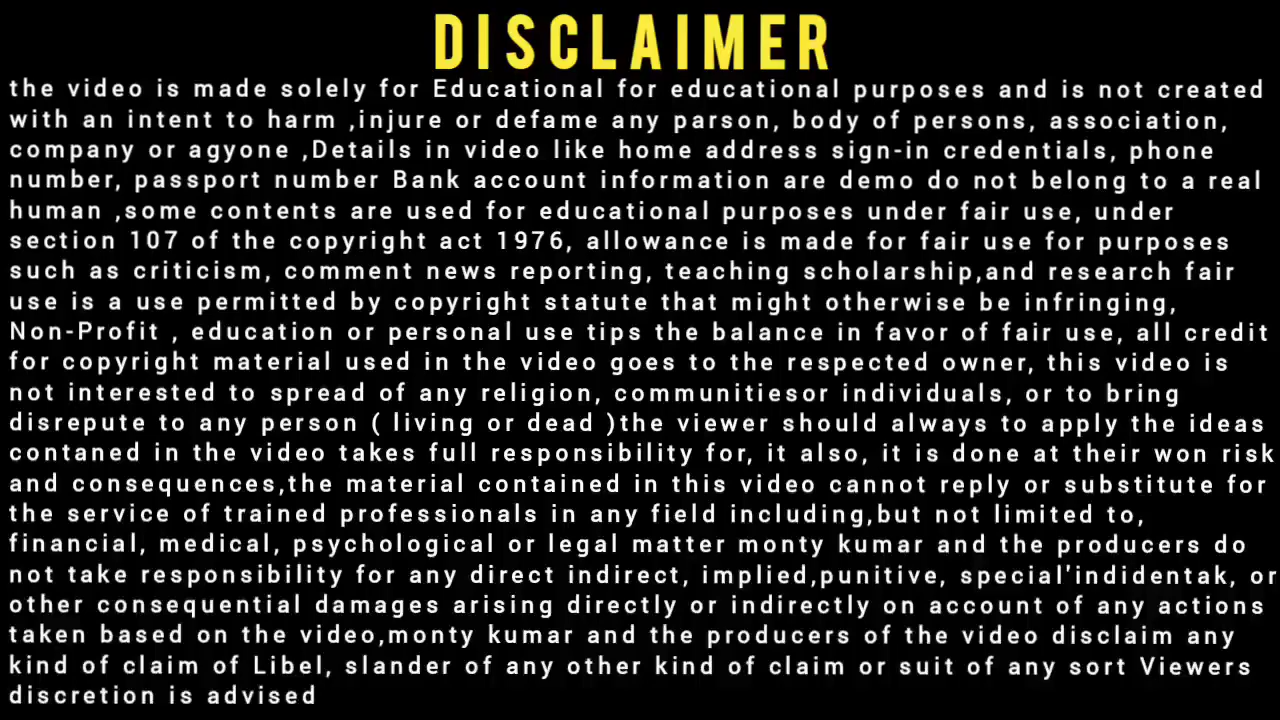 DISCLAIMER
the video is made solely for Educational for educational purposes and is not created
with an intent to harm ,injure or defame any parson, body of persons, association,
company or agyone ,Details in video like home address sign-in credentials, phone
number, passport number Bank account information are demo do not belong to a real
human ,some contents are used for educational purposes under fair use, under
section 107 of the copyright act 1976, allowance is made for fair use for purposes
such as criticism, comment news reporting, teaching scholarship,and research fair
use is a use permitted by copyright statute that might otherwise be infringing,
Non-Profit , education or personal use tips the balance in favor of fair use, all credit
for copyright material used in the video goes to the respected owner, this video is
not interested to spread of any religion, communitiesor individuals, or to bring
disrepute to any person ( living or dead )the viewer should always to apply the ideas
contaned in the video takes full responsibility for, it also, it is done at their won risk
and consequences,the material contained in this video cannot reply or substitute for
the service of trained professionals in any field including,but not limited to,
financial, medical, psychological or legal matter monty kumar and the producers do
not take responsibility for any direct indirect, implied,punitive, special'indidentak, or
other consequential damages arising directly or indirectly on account of any actions
taken based on the video,monty kumar and the producers of the video disclaim any
kind of claim of Libel, slander of any other kind of claim or suit of any sort Viewers
discretion is advised